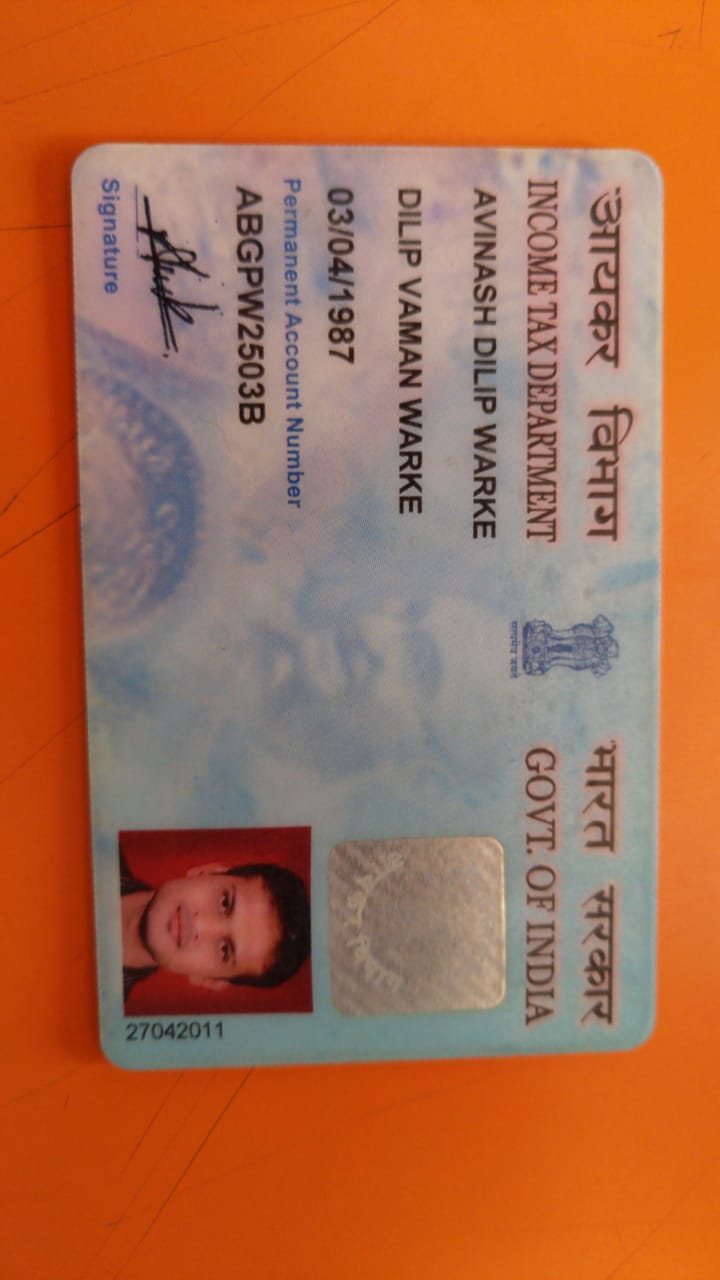 आयकर विभाग
INCOME TAX DEPARTMENT
भारत सरकार
GOVT. OF INDIA
सत्यमेव जयते
AVINASH DILIP WARKE
DILIP VAMAN WARKE
03/04/1987
Permanent Account Number
ABGPW2503B
Signature
27042011